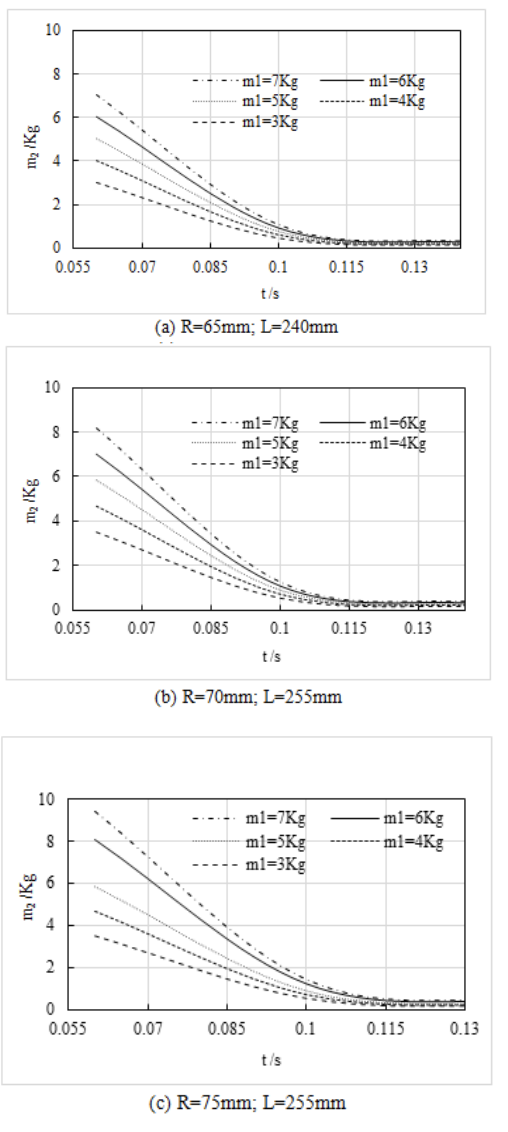 10
8
6
4
2
0
m₂ /Kg
m1=7Kg m1=6Kg
m1=5Kg m1=4Kg
m1=3Kg
0.055 0.07 0.085 0.1 0.115 0.13
t /s
(a) R=65mm; L=240mm
10
8
6
4
2
0
m₂ /Kg
m1=7Kg m1=6Kg
m1=5Kg m1=4Kg
m1=3Kg
0.055 0.07 0.085 0.1 0.115 0.13
t /s
(b) R=70mm; L=255mm
10
8
6
4
2
0
m₂ /Kg
m1=7Kg m1=6Kg
m1=5Kg m1=4Kg
m1=3Kg
0.055 0.07 0.085 0.1 0.115 0.13
t /s
(c) R=75mm; L=255mm